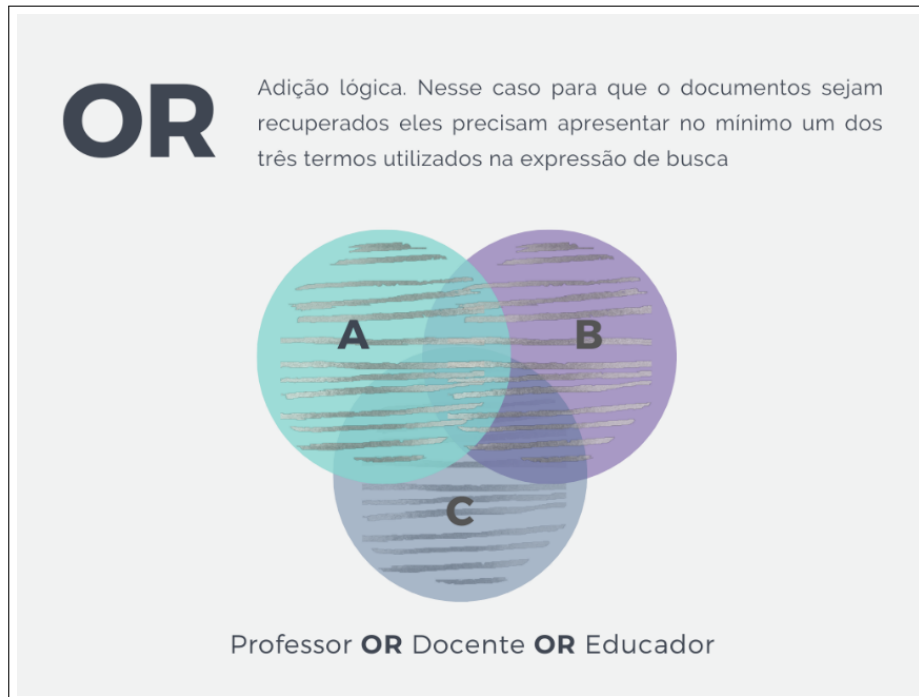 OR
Adição lógica. Nesse caso para que o documentos sejam
recuperados eles precisam apresentar no mínimo um dos
três termos utilizados na expressão de busca
A
B
C
Professor OR Docente OR Educador